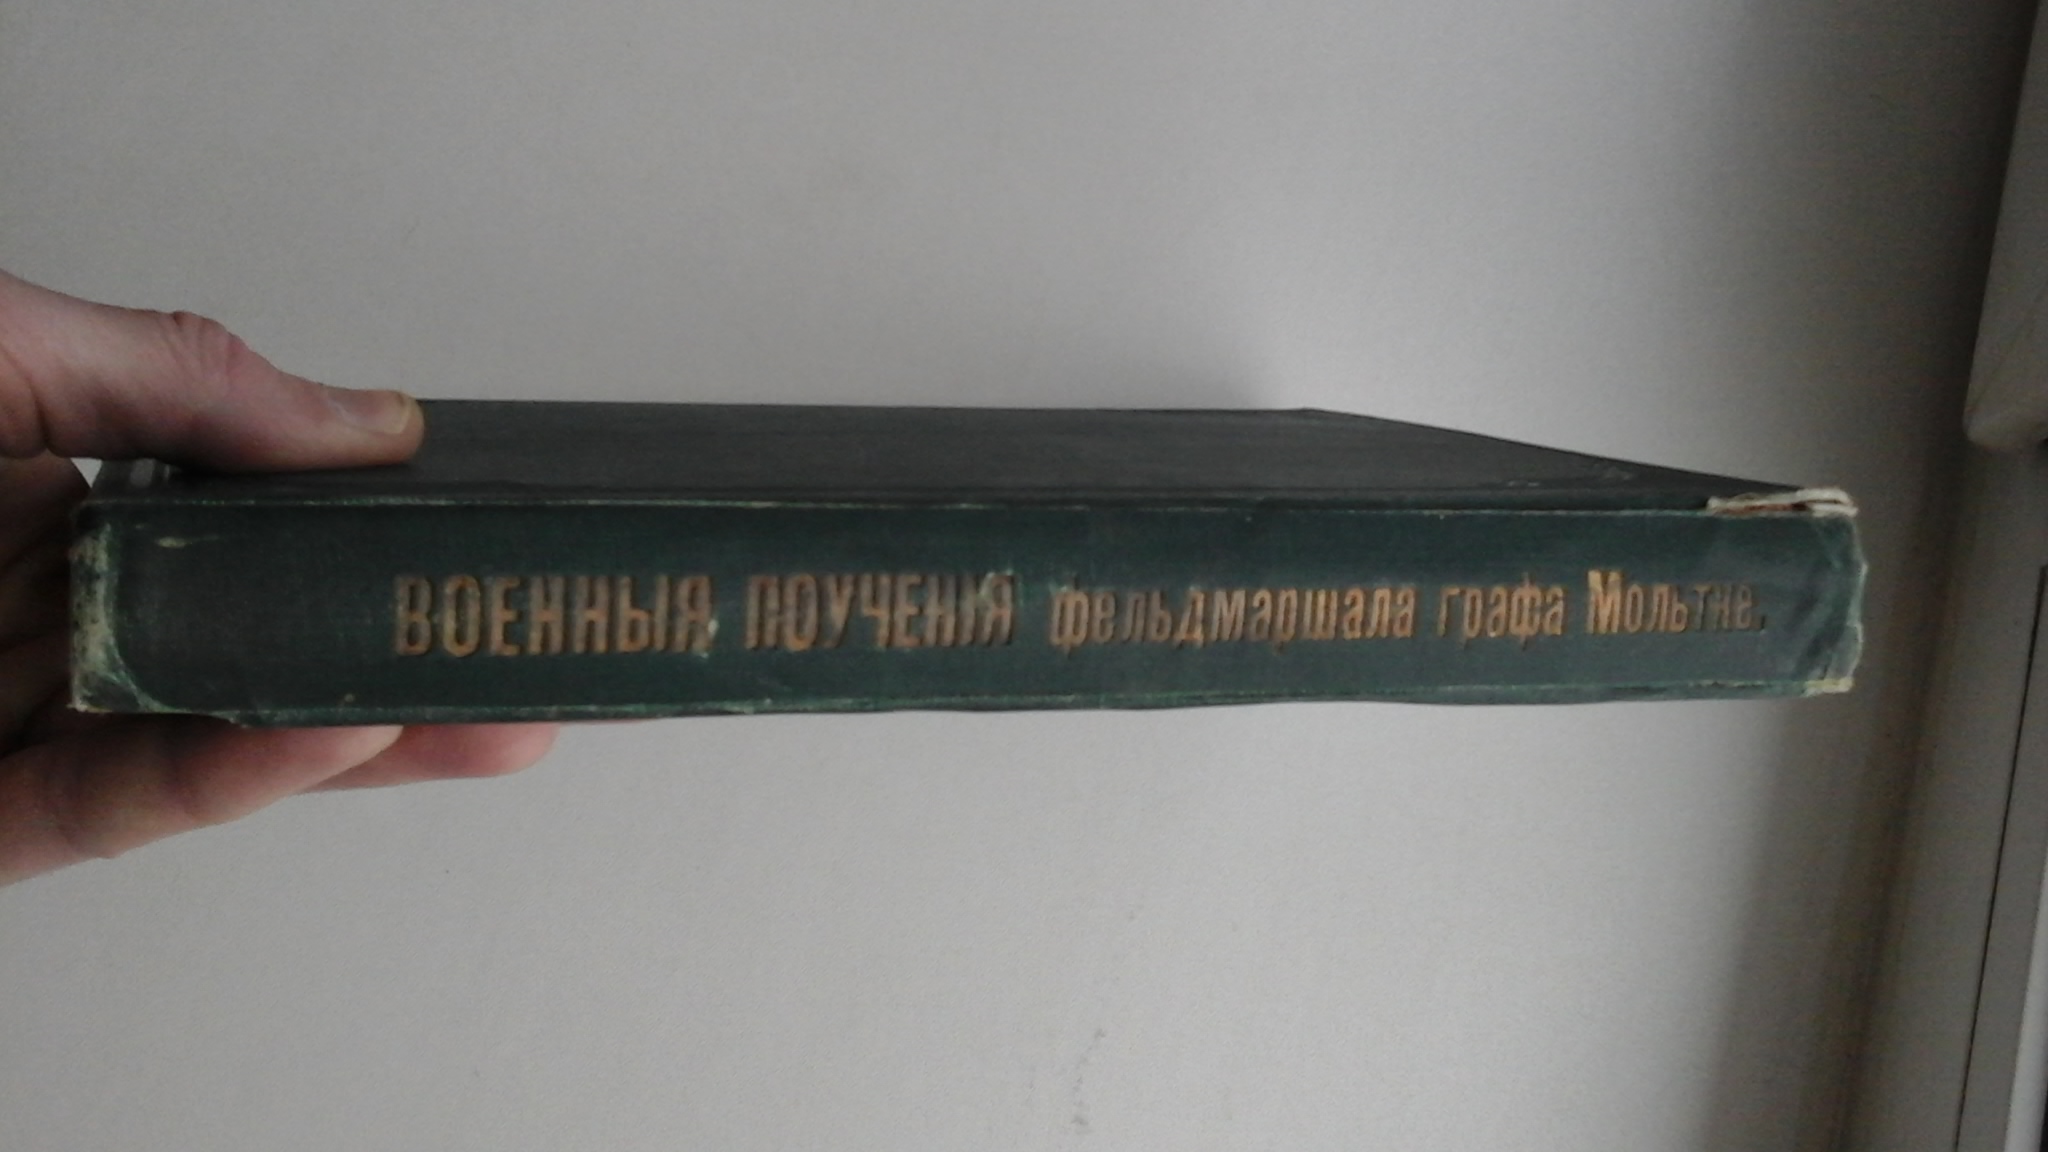 ВОЕННЫЯ ПОУЧЕНІЯ фельдмаршала графа Мольтке.